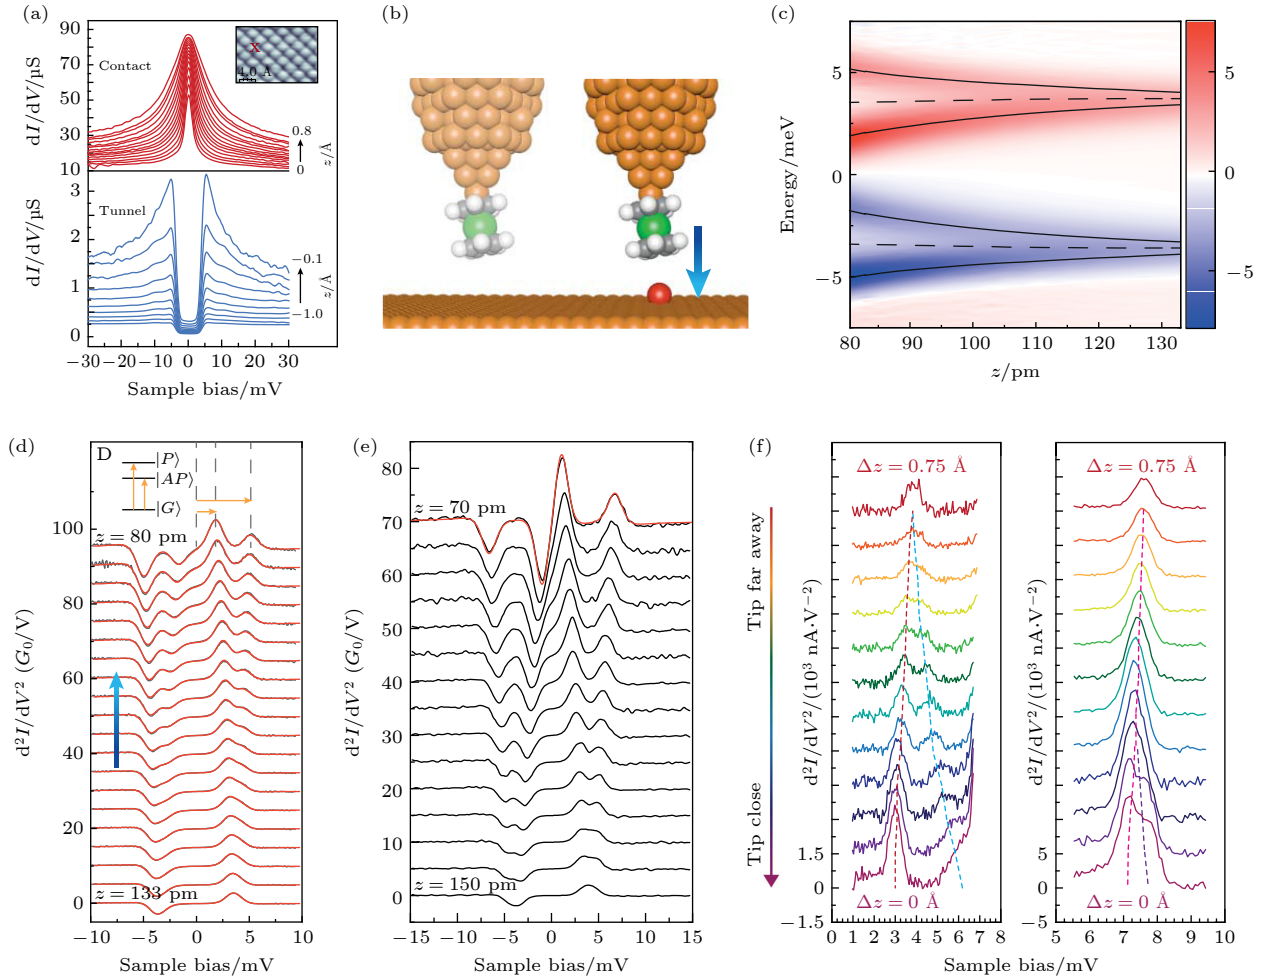 (a)
90
70
50
30
10
dI/dV/μS
Contact
4.0 Å
x
0.8
0
z/Å
3
2
2
1
1
0
dI/dV/μS
Tunnel
−0.1
−1.0
z/Å
−30 −20 −10 0 10 20 30
Sample bias/mV
(b)
(c)
5
0
−5
Energy/meV
80 90 100 110 120 130
z/pm
5
0
−5
(d)
D
|P⟩
|AP⟩
|G⟩
z = 80 pm
z = 133 pm
100
80
60
40
20
0
d²I/dV² (G₀/V)
−10 −5 0 5 10
Sample bias/mV
(e)
80
70
60
50
40
30
20
10
0
z = 70 pm
z = 150 pm
d²I/dV² (G₀/V)
−15 −10 −5 0 5 10 15
Sample bias/mV
(f)
Tip far away
Tip close
Δz = 0.75 Å
Δz = 0 Å
d²I/dV²/(10³ nA·V⁻²)
1.5
0
−1.5
0 1 2 3 4 5 6 7 8
Δz = 0.75 Å
Δz = 0 Å
d²I/dV²/(10³ nA·V⁻²)
5
0
−5
5 6 7 8 9 10
Sample bias/mV